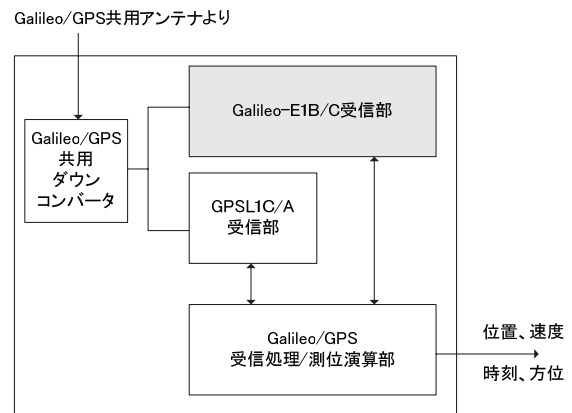 Galileo/GPS共用アンテナより
Galileo-E1B/C受信部
Galileo/GPS
共用
ダウン
コンバータ
GPSL1C/A
受信部
Galileo/GPS
受信処理/測位演算部
位置、速度
時刻、方位